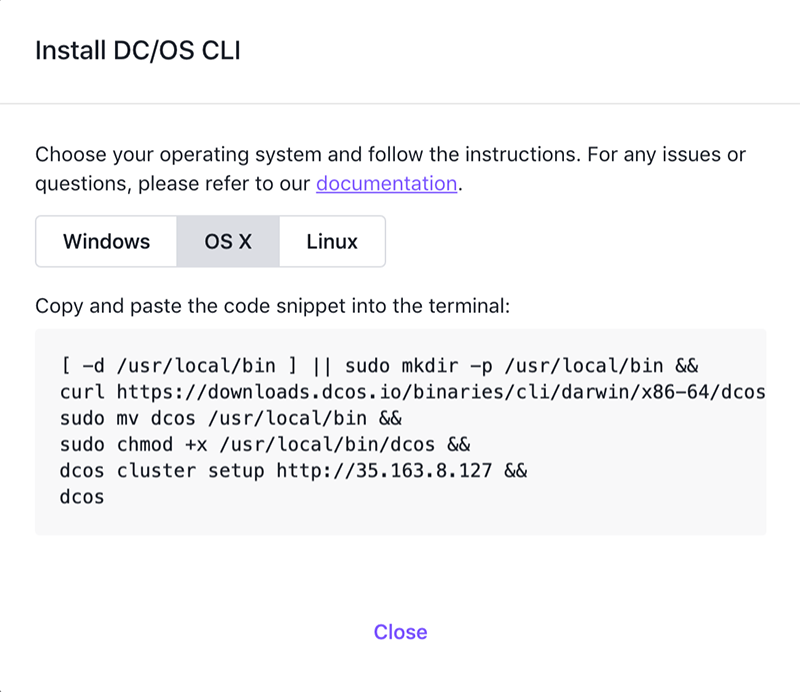 Install DC/OS CLI
Choose your operating system and follow the instructions. For any issues or
questions, please refer to our documentation.
Windows OS X Linux
Copy and paste the code snippet into the terminal:
[ -d /usr/local/bin ] || sudo mkdir -p /usr/local/bin &&
curl https://downloads.dcos.io/binaries/cli/darwin/x86-64/dcos
sudo mv dcos /usr/local/bin &&
sudo chmod +x /usr/local/bin/dcos &&
dcos cluster setup http://35.163.8.127 &&
dcos
Close